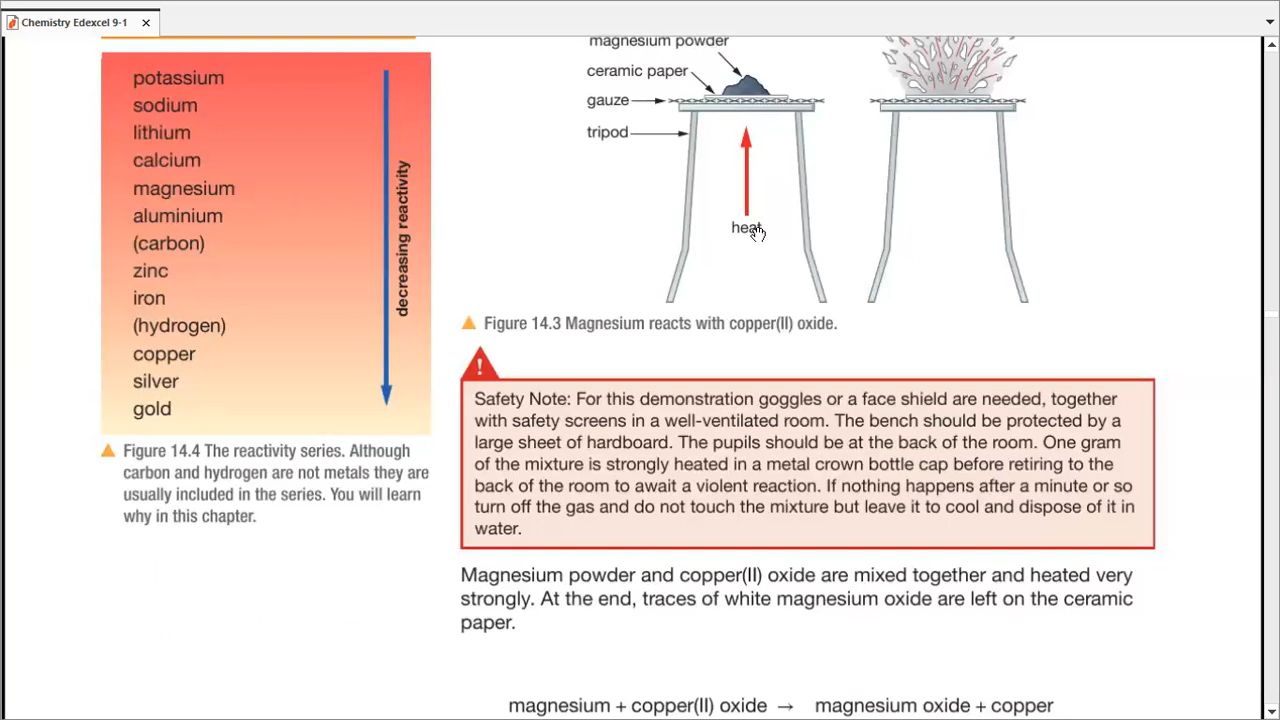 Chemistry Edexcel 9-1
potassium
sodium
lithium
calcium
magnesium
aluminium
(carbon)
zinc
iron
(hydrogen)
copper
silver
gold
decreasing reactivity
Figure 14.4 The reactivity series. Although
carbon and hydrogen are not metals they are
usually included in the series. You will learn
why in this chapter.
magnesium powder
ceramic paper
gauze
tripod
heat
Figure 14.3 Magnesium reacts with copper(II) oxide.
!
Safety Note: For this demonstration goggles or a face shield are needed, together
with safety screens in a well-ventilated room. The bench should be protected by a
large sheet of hardboard. The pupils should be at the back of the room. One gram
of the mixture is strongly heated in a metal crown bottle cap before retiring to the
back of the room to await a violent reaction. If nothing happens after a minute or so
turn off the gas and do not touch the mixture but leave it to cool and dispose of it in
water.
Magnesium powder and copper(II) oxide are mixed together and heated very
strongly. At the end, traces of white magnesium oxide are left on the ceramic
paper.
magnesium + copper(II) oxide → magnesium oxide + copper